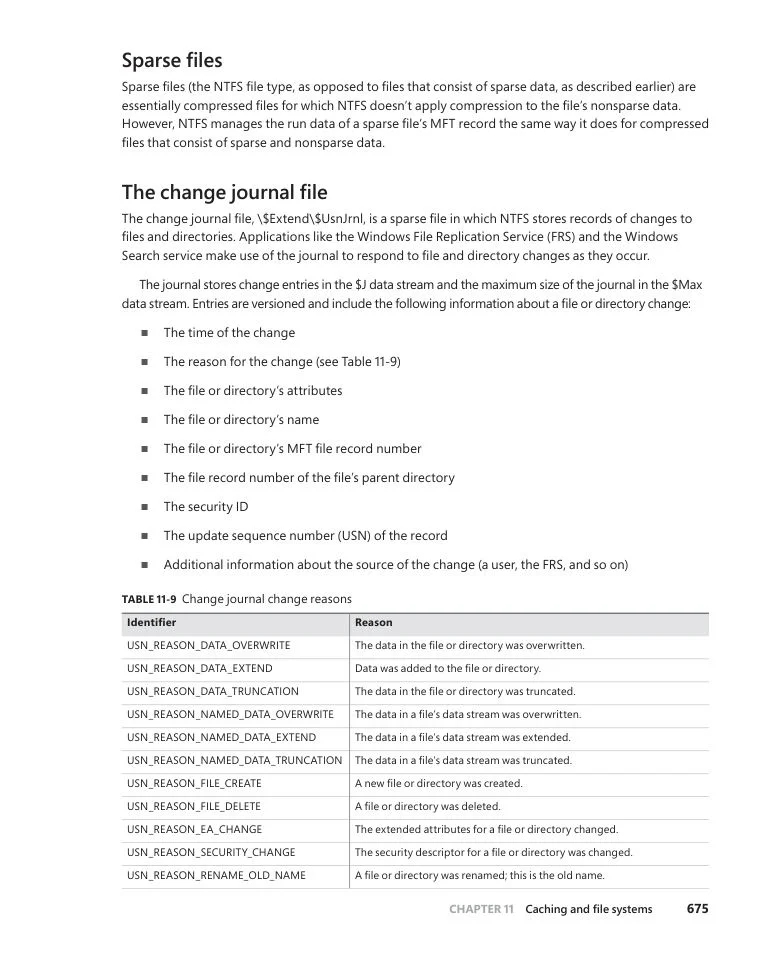 Sparse files
Sparse files (the NTFS file type, as opposed to files that consist of sparse data, as described earlier) are
essentially compressed files for which NTFS doesn’t apply compression to the file’s nonsparse data.
However, NTFS manages the run data of a sparse file’s MFT record the same way it does for compressed
files that consist of sparse and nonsparse data.
The change journal file
The change journal file, \$Extend\$UsnJrnl, is a sparse file in which NTFS stores records of changes to
files and directories. Applications like the Windows File Replication Service (FRS) and the Windows
Search service make use of the journal to respond to file and directory changes as they occur.
The journal stores change entries in the $J data stream and the maximum size of the journal in the $Max
data stream. Entries are versioned and include the following information about a file or directory change:
■ The time of the change
■ The reason for the change (see Table 11-9)
■ The file or directory’s attributes
■ The file or directory’s name
■ The file or directory’s MFT file record number
■ The file record number of the file’s parent directory
■ The security ID
■ The update sequence number (USN) of the record
■ Additional information about the source of the change (a user, the FRS, and so on)
TABLE 11-9 Change journal change reasons
Identifier Reason
USN_REASON_DATA_OVERWRITE The data in the file or directory was overwritten.
USN_REASON_DATA_EXTEND Data was added to the file or directory.
USN_REASON_DATA_TRUNCATION The data in the file or directory was truncated.
USN_REASON_NAMED_DATA_OVERWRITE The data in a file’s data stream was overwritten.
USN_REASON_NAMED_DATA_EXTEND The data in a file’s data stream was extended.
USN_REASON_NAMED_DATA_TRUNCATION The data in a file’s data stream was truncated.
USN_REASON_FILE_CREATE A new file or directory was created.
USN_REASON_FILE_DELETE A file or directory was deleted.
USN_REASON_EA_CHANGE The extended attributes for a file or directory changed.
USN_REASON_SECURITY_CHANGE The security descriptor for a file or directory was changed.
USN_REASON_RENAME_OLD_NAME A file or directory was renamed; this is the old name.
CHAPTER 11 Caching and file systems 675